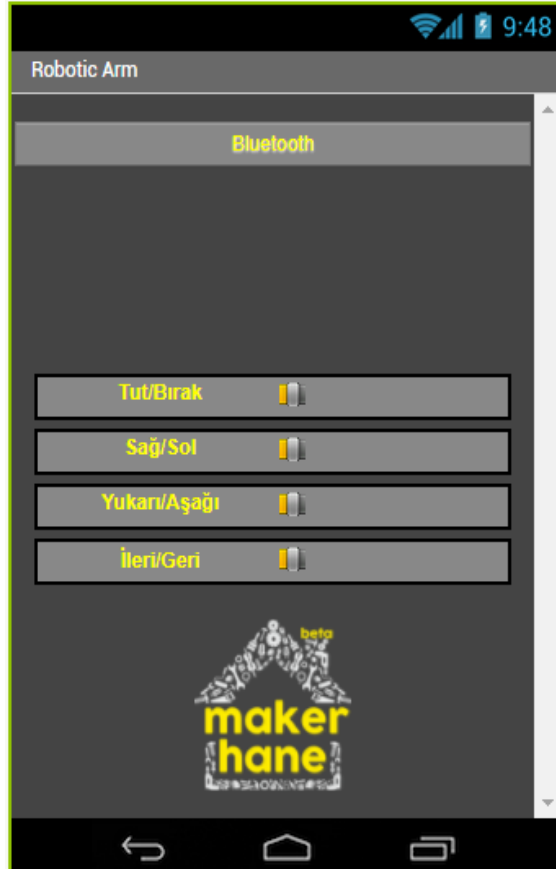 9:48
Robotic Arm
Bluetooth
Tut/Bırak
Sağ/Sol
Yukarı/Aşağı
İleri/Geri
beta
maker
hane